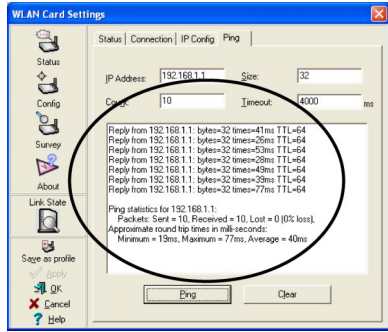 WLAN Card Settings
Status
Config
Survey
About
Link State
Save as profile
Apply
OK
Cancel
Help
Status Connection IP Config Ping
IP Address: 192.168.1.1 Size: 32
Count: 10 Timeout: 4000 ms
Reply from 192.168.1.1: bytes=32 times=41ms TTL=64
Reply from 192.168.1.1: bytes=32 times=26ms TTL=64
Reply from 192.168.1.1: bytes=32 times=53ms TTL=64
Reply from 192.168.1.1: bytes=32 times=28ms TTL=64
Reply from 192.168.1.1: bytes=32 times=49ms TTL=64
Reply from 192.168.1.1: bytes=32 times=39ms TTL=64
Reply from 192.168.1.1: bytes=32 times=77ms TTL=64
Ping statistics for 192.168.1.1:
Packets: Sent = 10, Received = 10, Lost = 0 (0% loss),
Approximate round trip times in milli-seconds:
Minimum = 19ms, Maximum = 77ms, Average = 40ms
Ping Clear